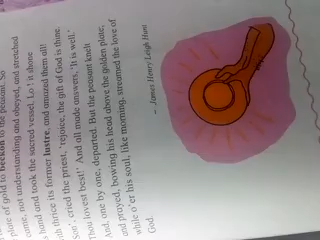 plate of gold to beckon to the peasant. So
came, not understanding and obeyed, and stretched
hand and took the sacred vessel. Lo ! it shone
thrice its former lustre, and amazed them all!
Son', cried the priest, 'rejoice, the gift of God is thine.
Thou lovest best!' And all made answers, 'It is well.'
And, one by one, departed. But the peasant knelt
and prayed, bowing his head above the golden plate;
while o'er his soul, like morning, streamed the love of
God.
– James Henry Leigh Hunt